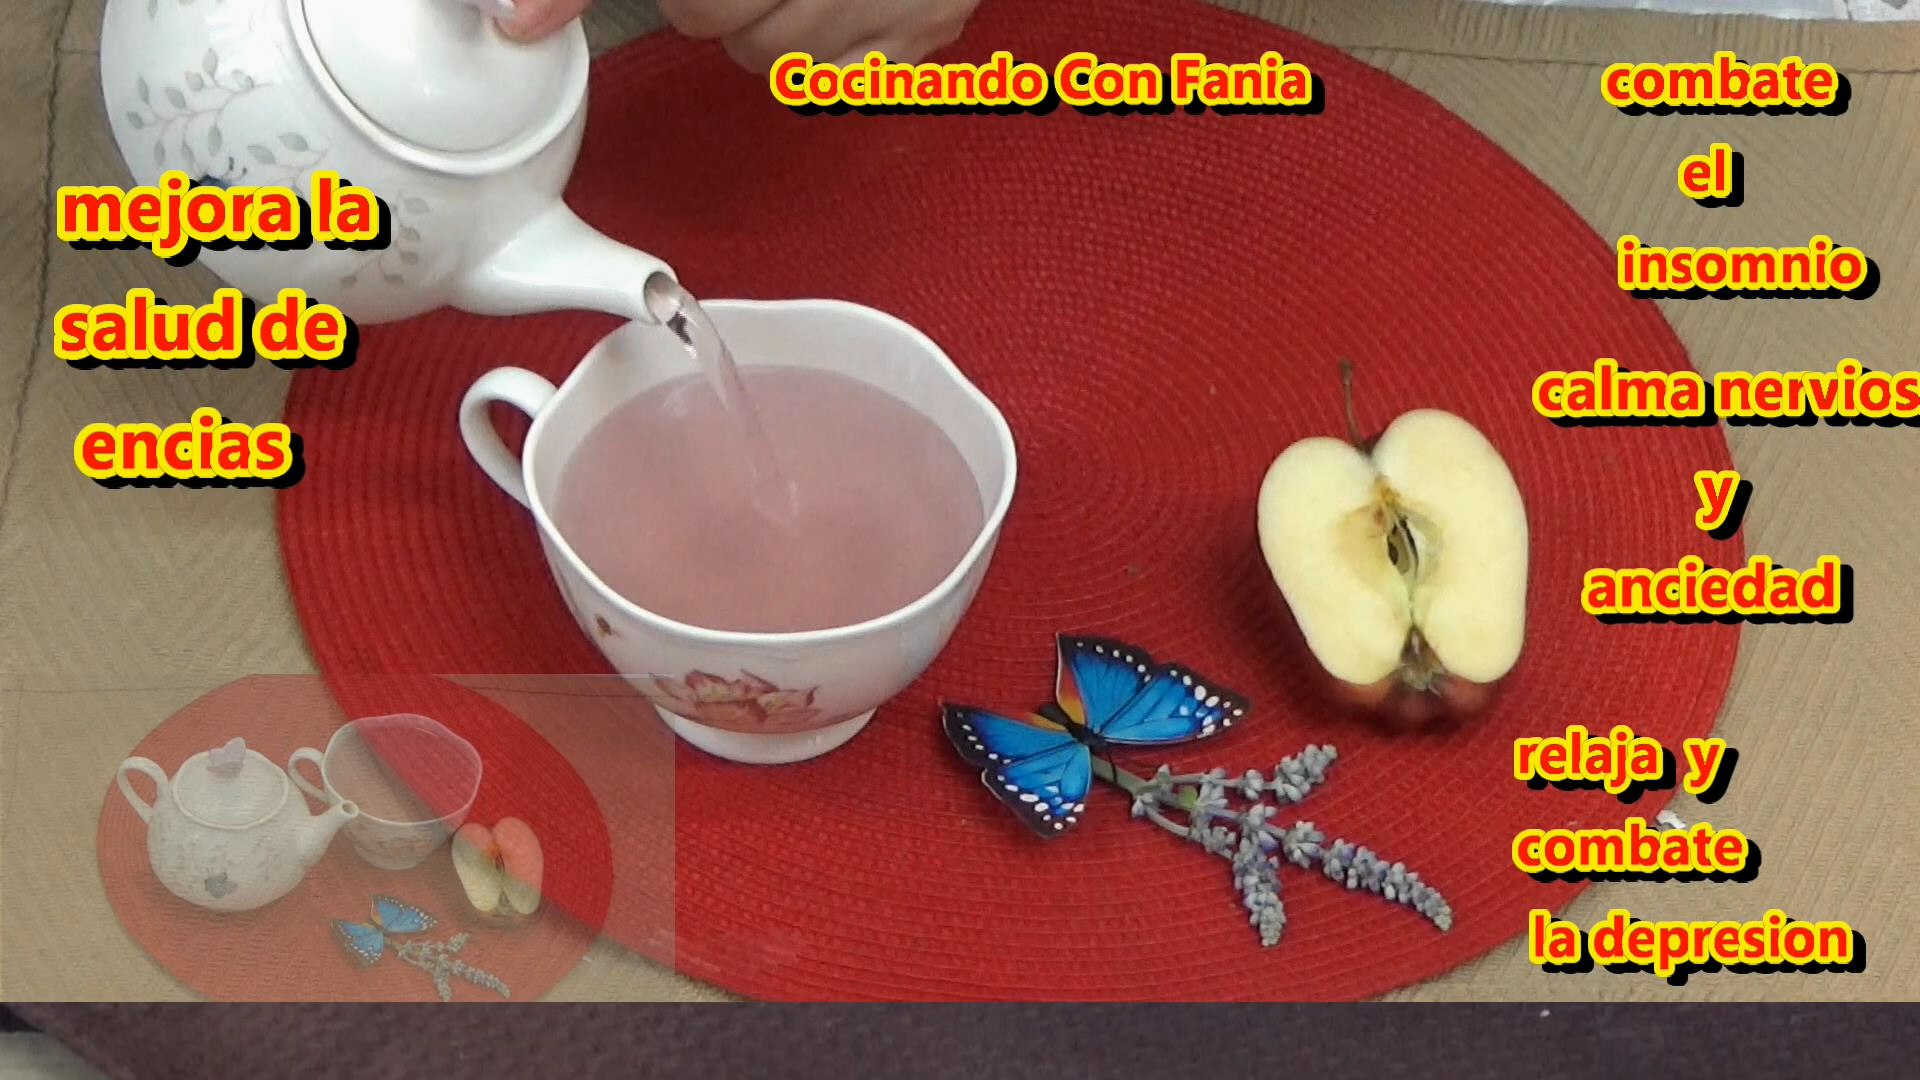 Cocinando Con Fania
mejora la
salud de
encias
combate
el
insomnio
calma nervios
y
anciedad
relaja y
combate
la depresion